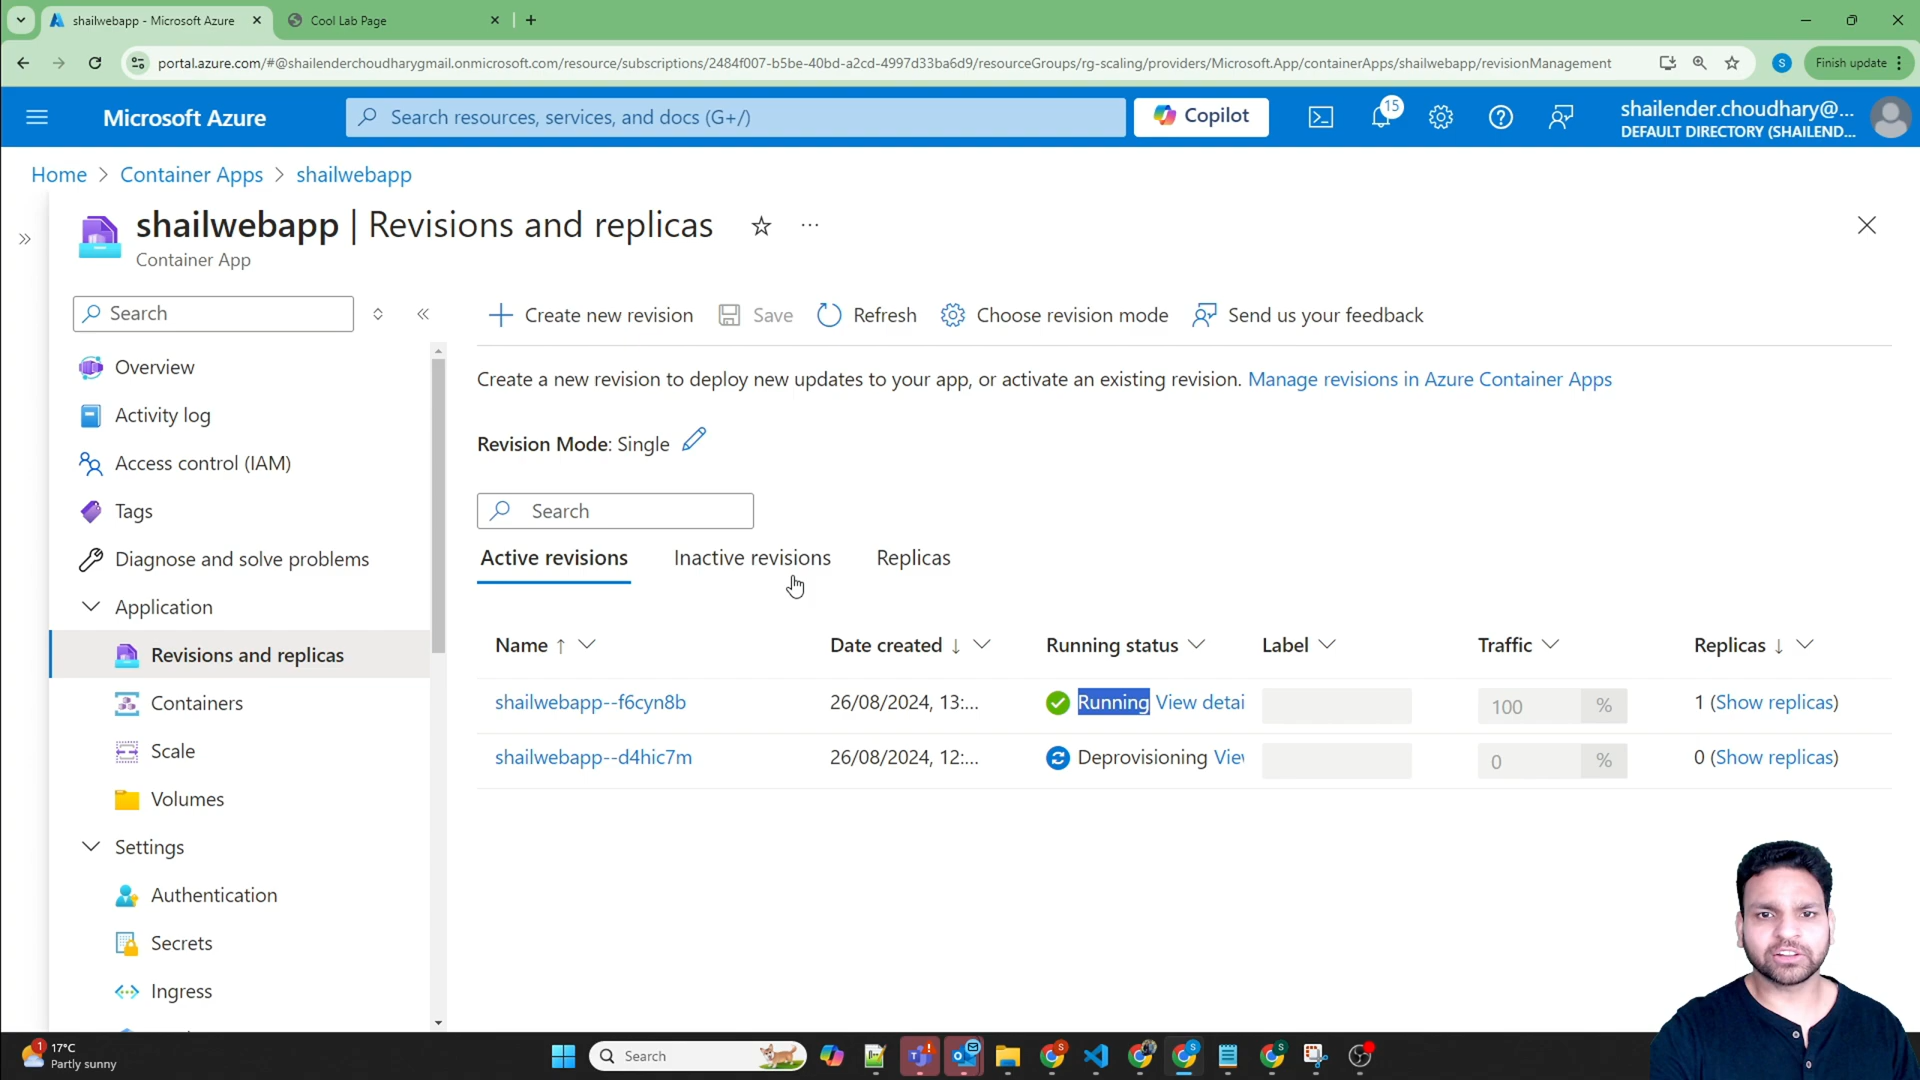 shailwebapp - Microsoft Azure
Cool Lab Page
portal.azure.com/#@shailenderchoudharygmail.onmicrosoft.com/resource/subscriptions/2484f007-b5be-40bd-a2cd-4997d33ba6d9/resourceGroups/rg-scaling/providers/Microsoft.App/containerApps/shailwebapp/revisionManagement
S
Finish update
Microsoft Azure
Search resources, services, and docs (G+/)
Copilot
15
shailender.choudhary@...
DEFAULT DIRECTORY (SHAILEND...
Home > Container Apps > shailwebapp
shailwebapp | Revisions and replicas
Container App
Search
Create new revision
Save
Refresh
Choose revision mode
Send us your feedback
Overview
Activity log
Access control (IAM)
Tags
Diagnose and solve problems
Application
Revisions and replicas
Containers
Scale
Volumes
Settings
Authentication
Secrets
Ingress
Create a new revision to deploy new updates to your app, or activate an existing revision. Manage revisions in Azure Container Apps
Revision Mode: Single
Search
Active revisions
Inactive revisions
Replicas
Name ↑ Date created ↓ Running status Label Traffic Replicas ↓
shailwebapp--f6cyn8b 26/08/2024, 13:... Running View detai 100 % 1 (Show replicas)
shailwebapp--d4hic7m 26/08/2024, 12:... Deprovisioning Viev 0 % 0 (Show replicas)
1
17°C
Partly sunny
Search